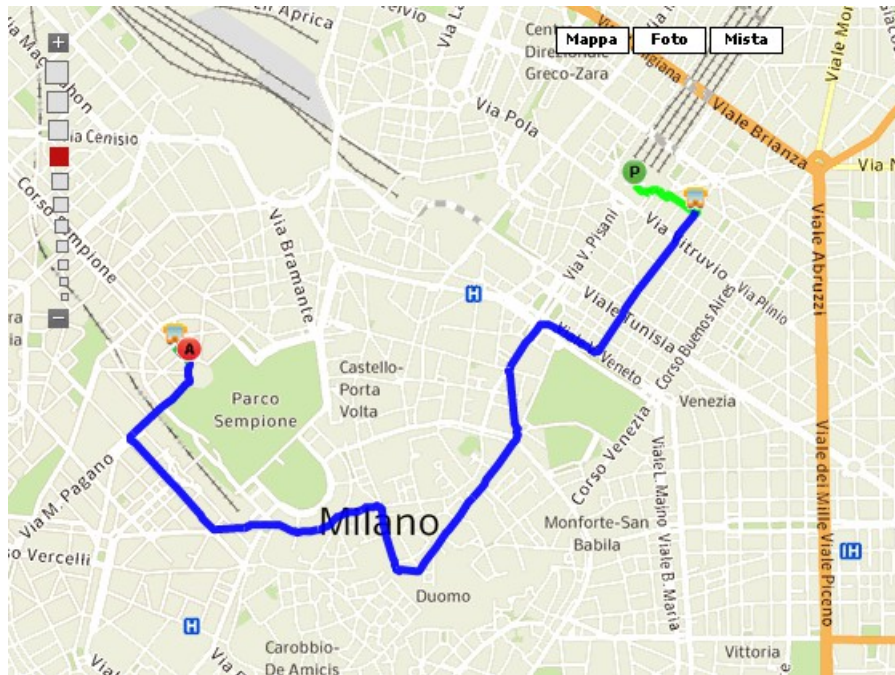 Mappa
Foto
Mista
Direzionale
Greco-Zara
Via Pola
Viale Brianza
Via Cenisio
Corso Sempione
Via Bramante
P
Via V. Pisani
Via Vitruvio
Via Plinio
Viale Abruzzi
H
Viale Tunisia
Corso Buenos Aires
Veneto
A
Castello-
Porta
Volta
Parco
Sempione
Venezia
Corso Venezia
Via M. Pagano
Viale L. Majno
Viale B. Maria
Viale dei Mille
Viale Piceno
Milano
Monforte-San
Babila
H
Duomo
H
Carobbio-
De Amicis
Vittoria